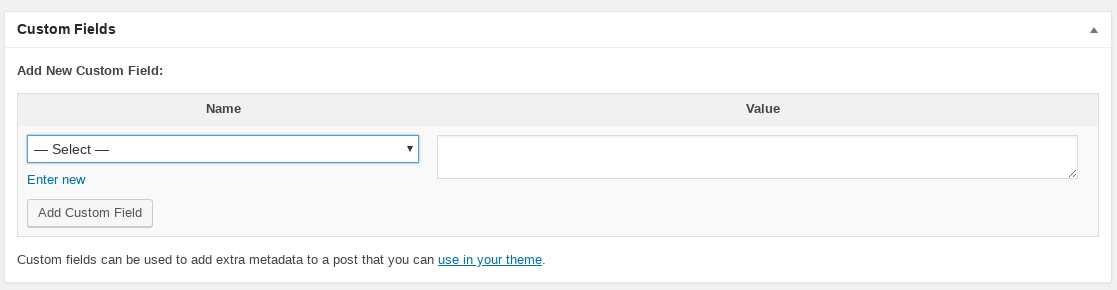 Custom Fields
Add New Custom Field:
Name Value
— Select —
Enter new
Add Custom Field
Custom fields can be used to add extra metadata to a post that you can use in your theme.